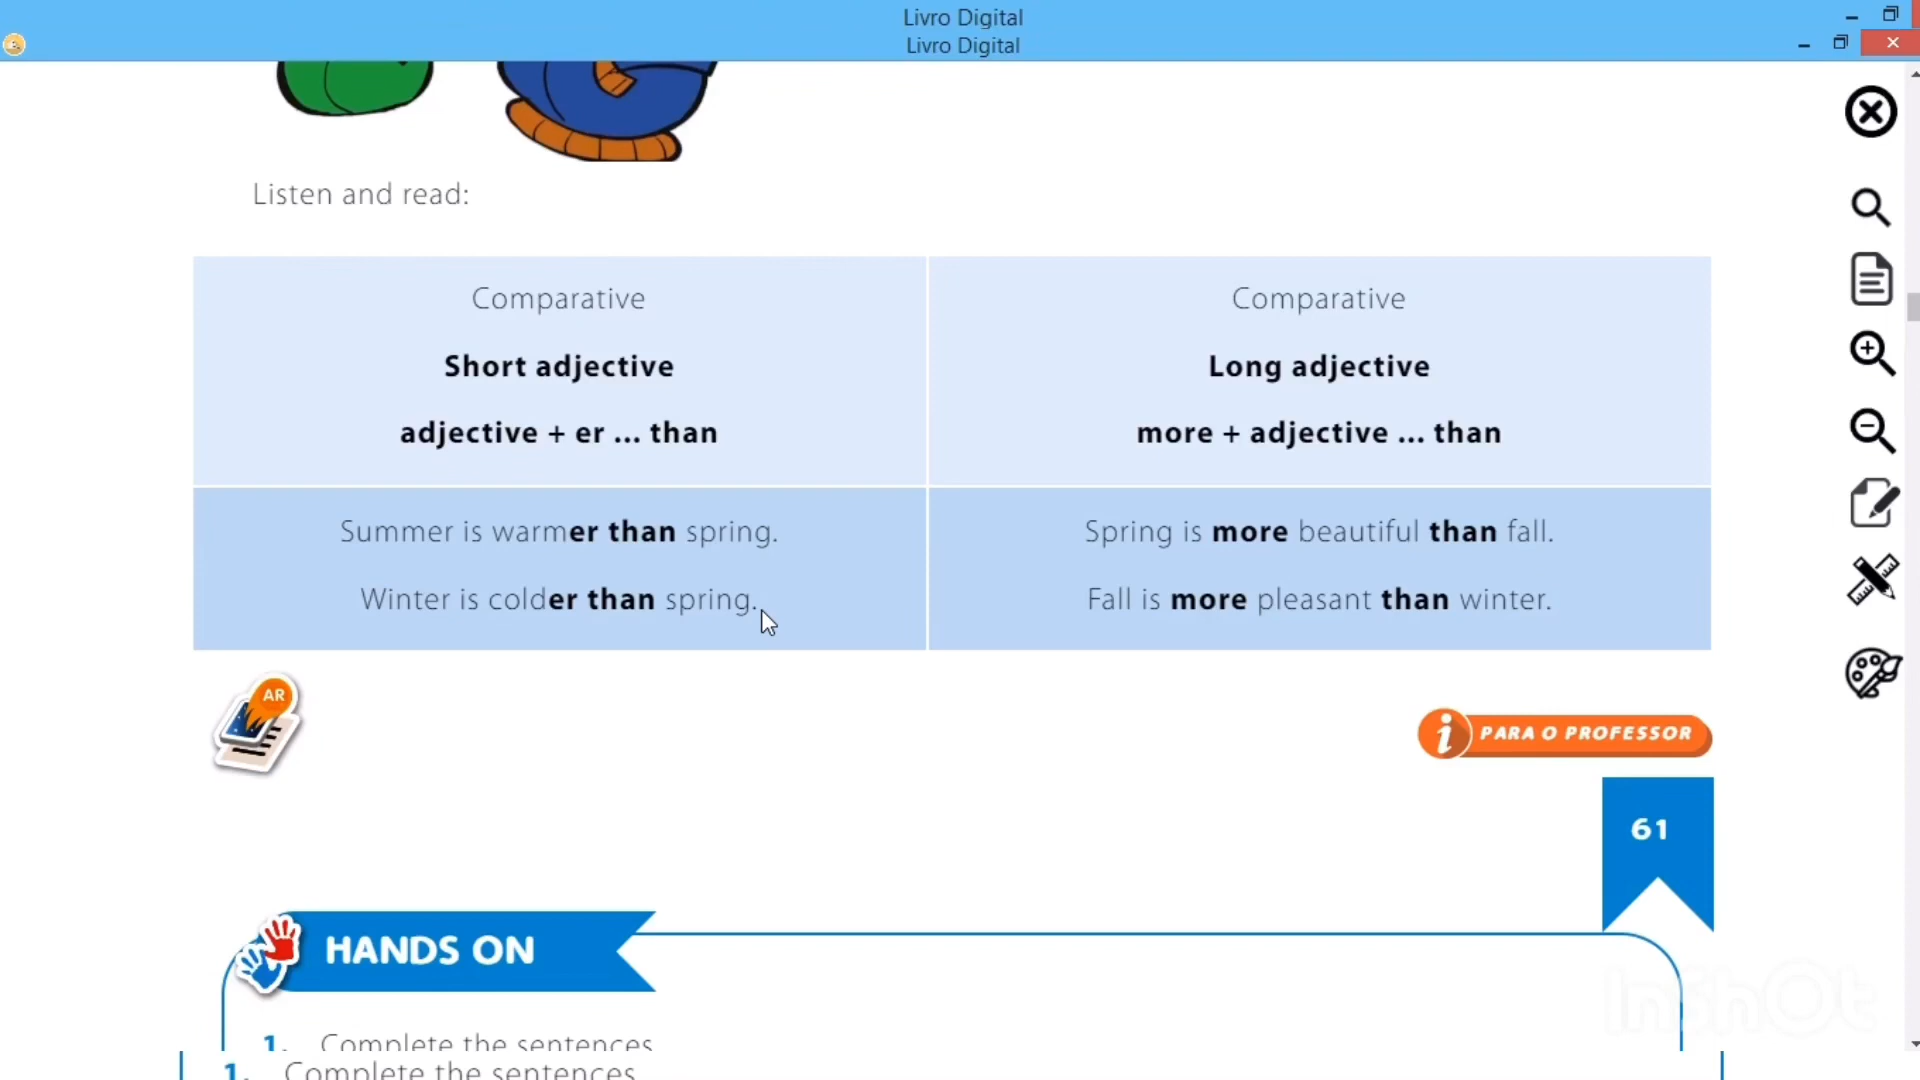 Livro Digital
Livro Digital
Listen and read:
Comparative
Short adjective
adjective + er ... than
Comparative
Long adjective
more + adjective ... than
Summer is warmer than spring.
Winter is colder than spring.
Spring is more beautiful than fall.
Fall is more pleasant than winter.
AR
i PARA O PROFESSOR
61
HANDS ON
1. Complete the sentences
1. Complete the sentences
InShOt